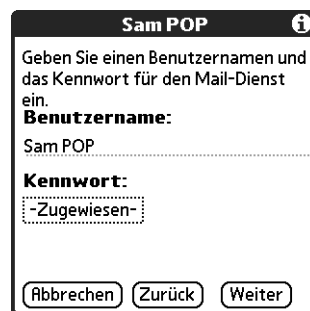 Sam POP
Geben Sie einen Benutzernamen und
das Kennwort für den Mail-Dienst
ein.
Benutzername:
Sam POP
Kennwort:
-Zugewiesen-
Abbrechen Zurück Weiter